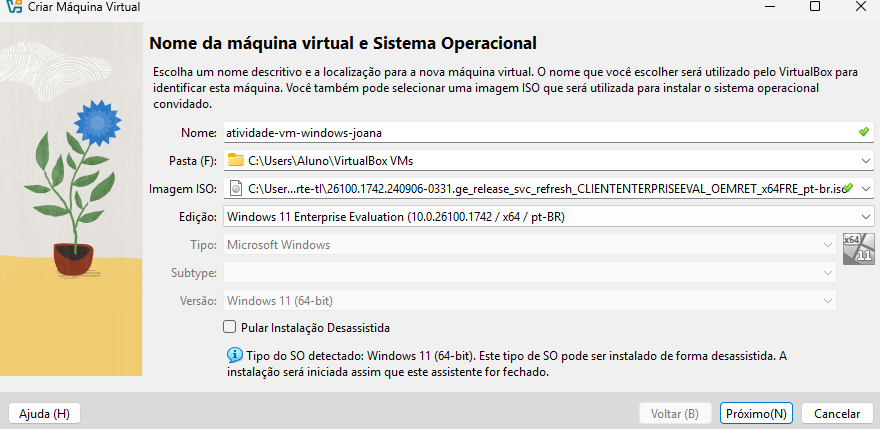 Criar Máquina Virtual
Nome da máquina virtual e Sistema Operacional
Escolha um nome descritivo e a localização para a nova máquina virtual. O nome que você escolher será utilizado pelo VirtualBox para
identificar esta máquina. Você também pode selecionar uma imagem ISO que será utilizada para instalar o sistema operacional
convidado.
Nome: atividade-vm-windows-joana
Pasta (F): C:\Users\Aluno\VirtualBox VMs
Imagem ISO: C:\User...rte-tl\26100.1742.240906-0331.ge_release_svc_refresh_CLIENTENTERPRISEEVAL_OEMRET_x64FRE_pt-br.iso
Edição: Windows 11 Enterprise Evaluation (10.0.26100.1742 / x64 / pt-BR)
Tipo: Microsoft Windows
x64
11
Subtype:
Versão: Windows 11 (64-bit)
Pular Instalação Desassistida
Tipo do SO detectado: Windows 11 (64-bit). Este tipo de SO pode ser instalado de forma desassistida. A
instalação será iniciada assim que este assistente for fechado.
Ajuda (H) Voltar (B) Próximo(N) Cancelar